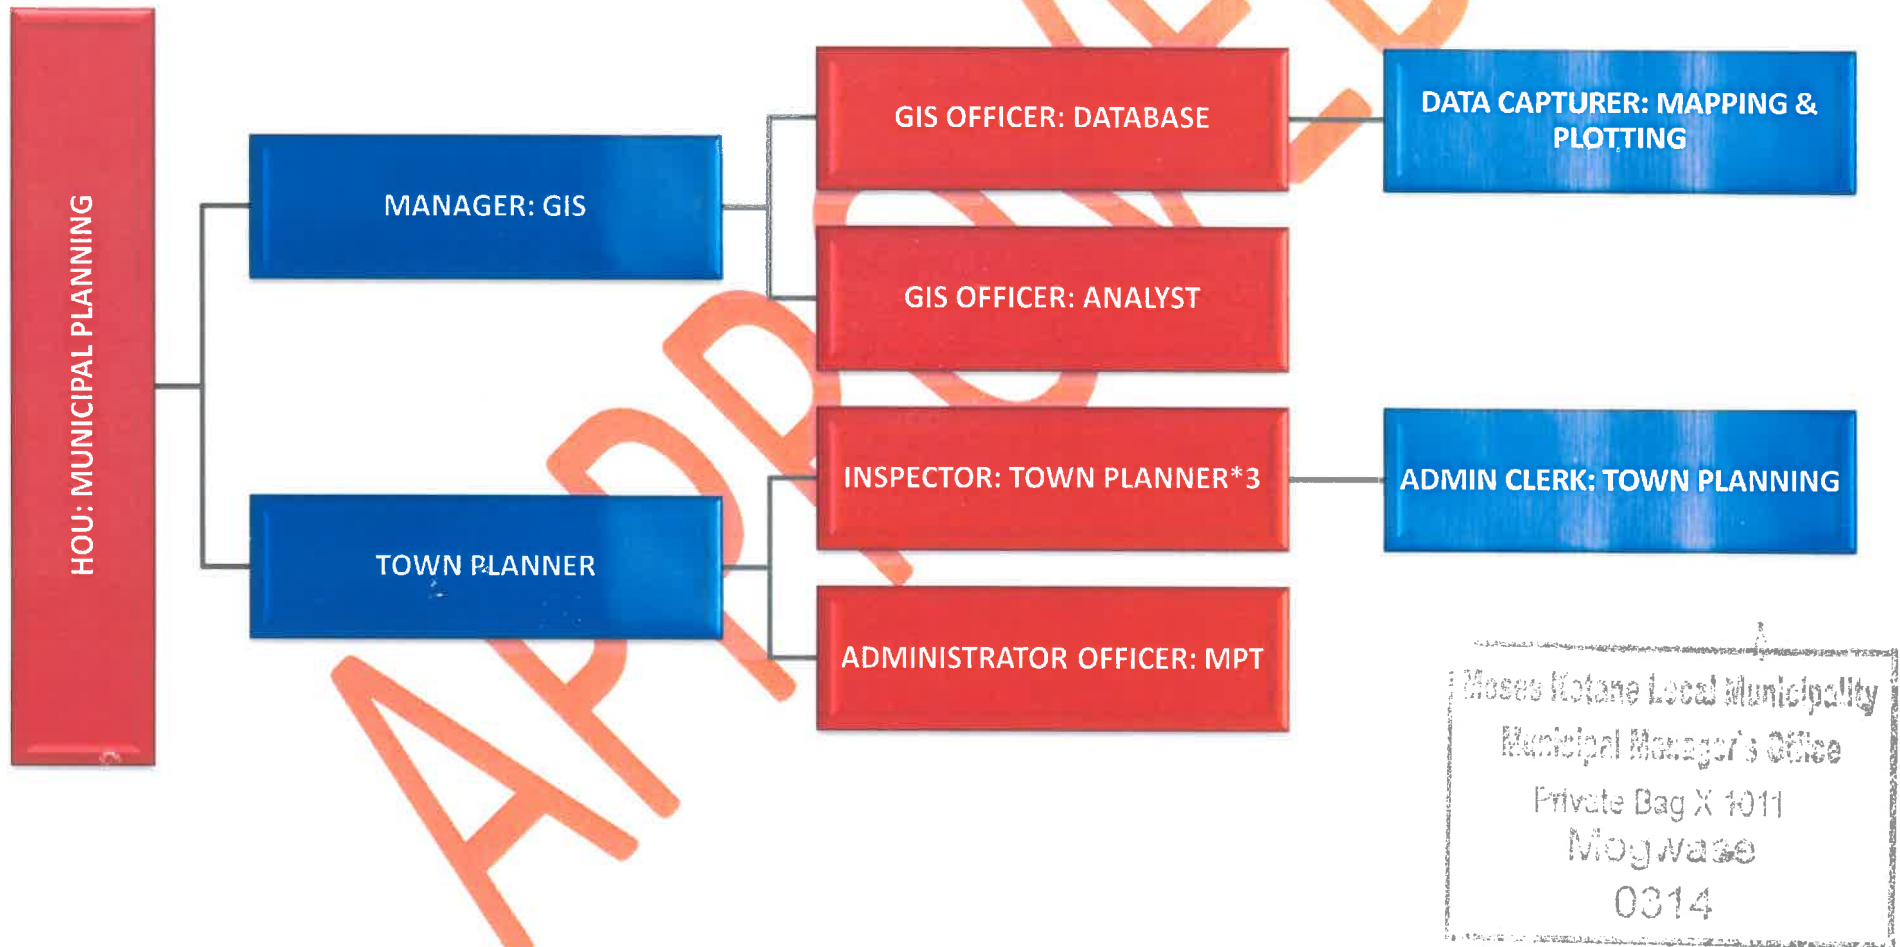 HOU: MUNICIPAL PLANNING
MANAGER: GIS
GIS OFFICER: DATABASE
DATA CAPTURER: MAPPING &
PLOTTING
GIS OFFICER: ANALYST
TOWN PLANNER
INSPECTOR: TOWN PLANNER*3
ADMIN CLERK: TOWN PLANNING
ADMINISTRATOR OFFICER: MPT
APPROVED
Moses Kotane Local Municipality
Municipal Manager's Office
Private Bag X 1011
Mogwase
0314